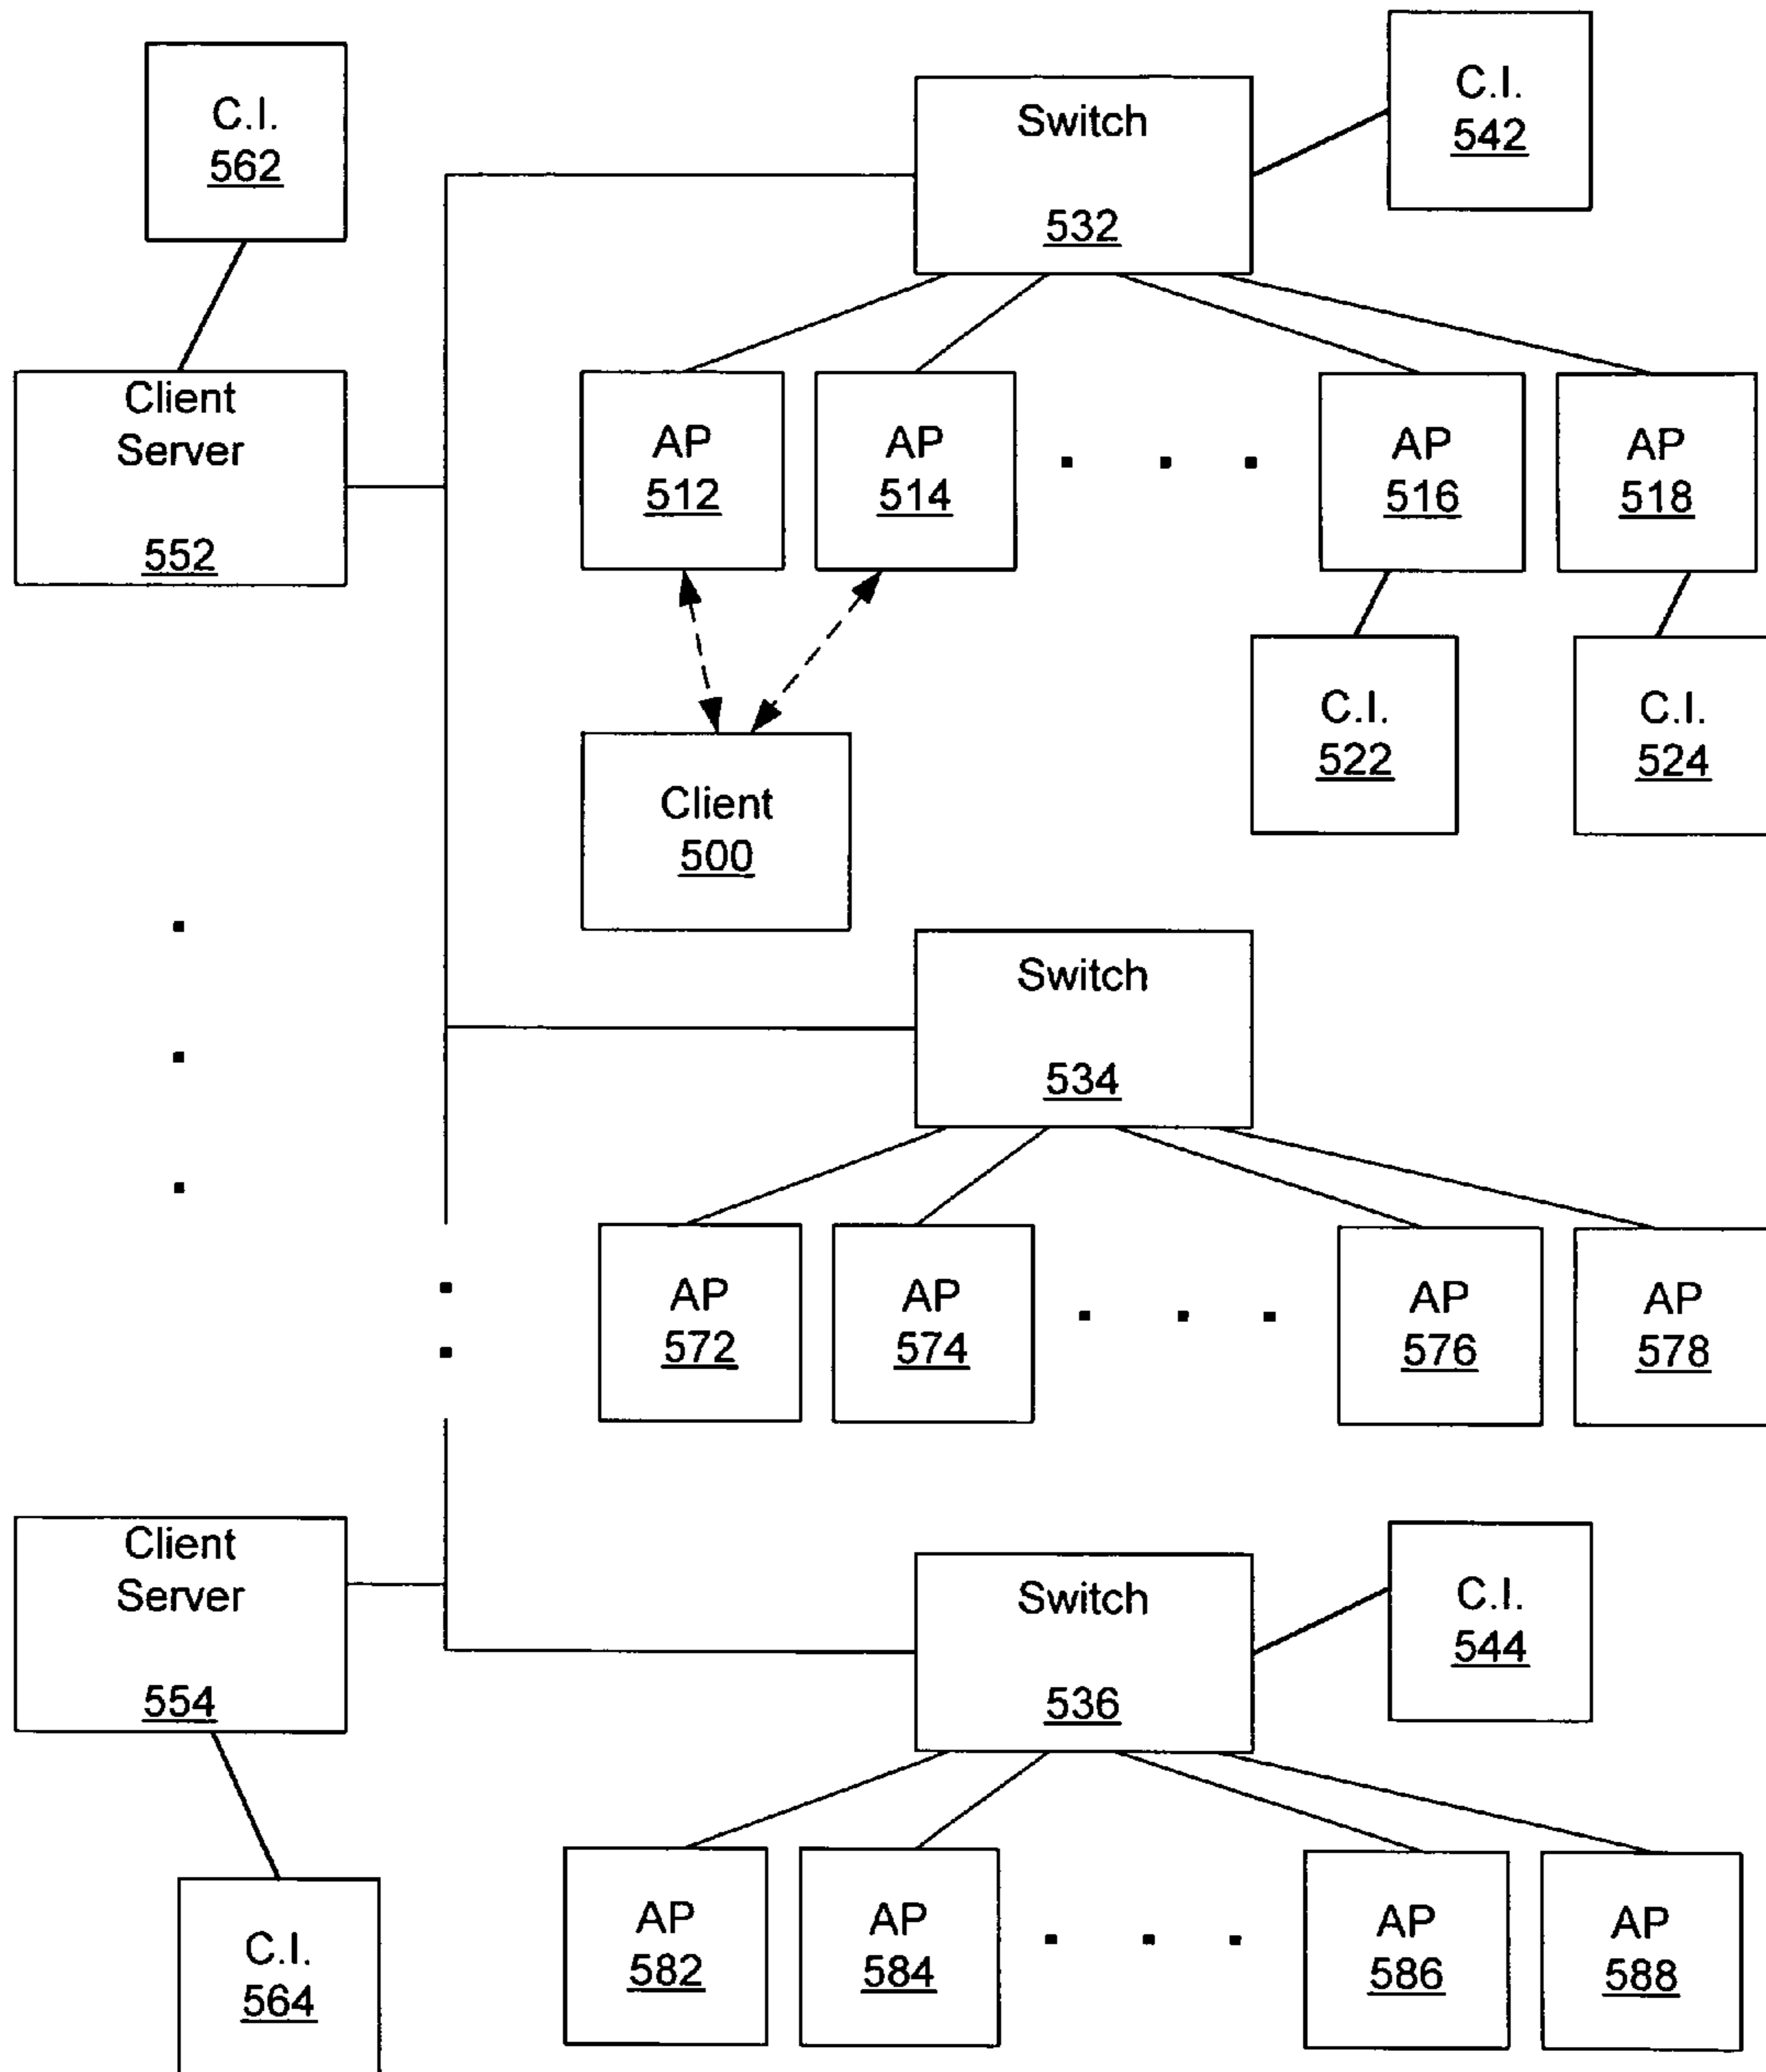 C.I.
562
Switch
532
C.I.
542
Client
Server
552
AP
512
AP
514
AP
516
AP
518
C.I.
522
C.I.
524
Client
500
Switch
534
AP
572
AP
574
AP
576
AP
578
Client
Server
554
Switch
536
C.I.
544
C.I.
564
AP
582
AP
584
AP
586
AP
588